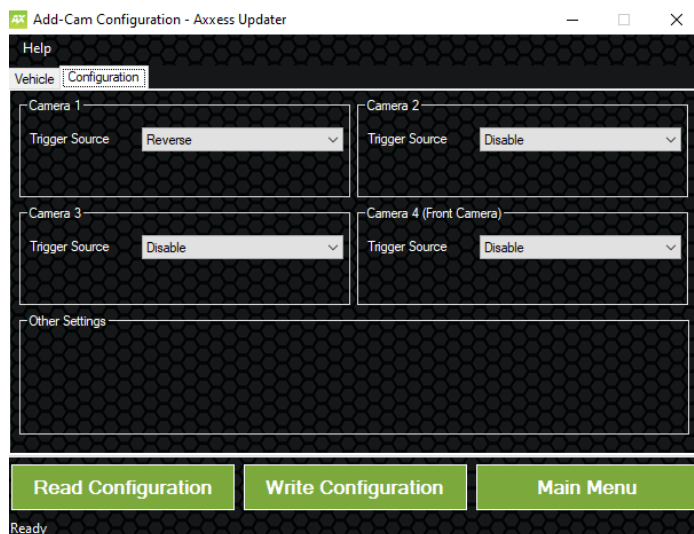 AX Add-Cam Configuration - Axxess Updater
Help
Vehicle Configuration
Camera 1
Trigger Source Reverse
Camera 2
Trigger Source Disable
Camera 3
Trigger Source Disable
Camera 4 (Front Camera)
Trigger Source Disable
Other Settings
Read Configuration Write Configuration Main Menu
Ready